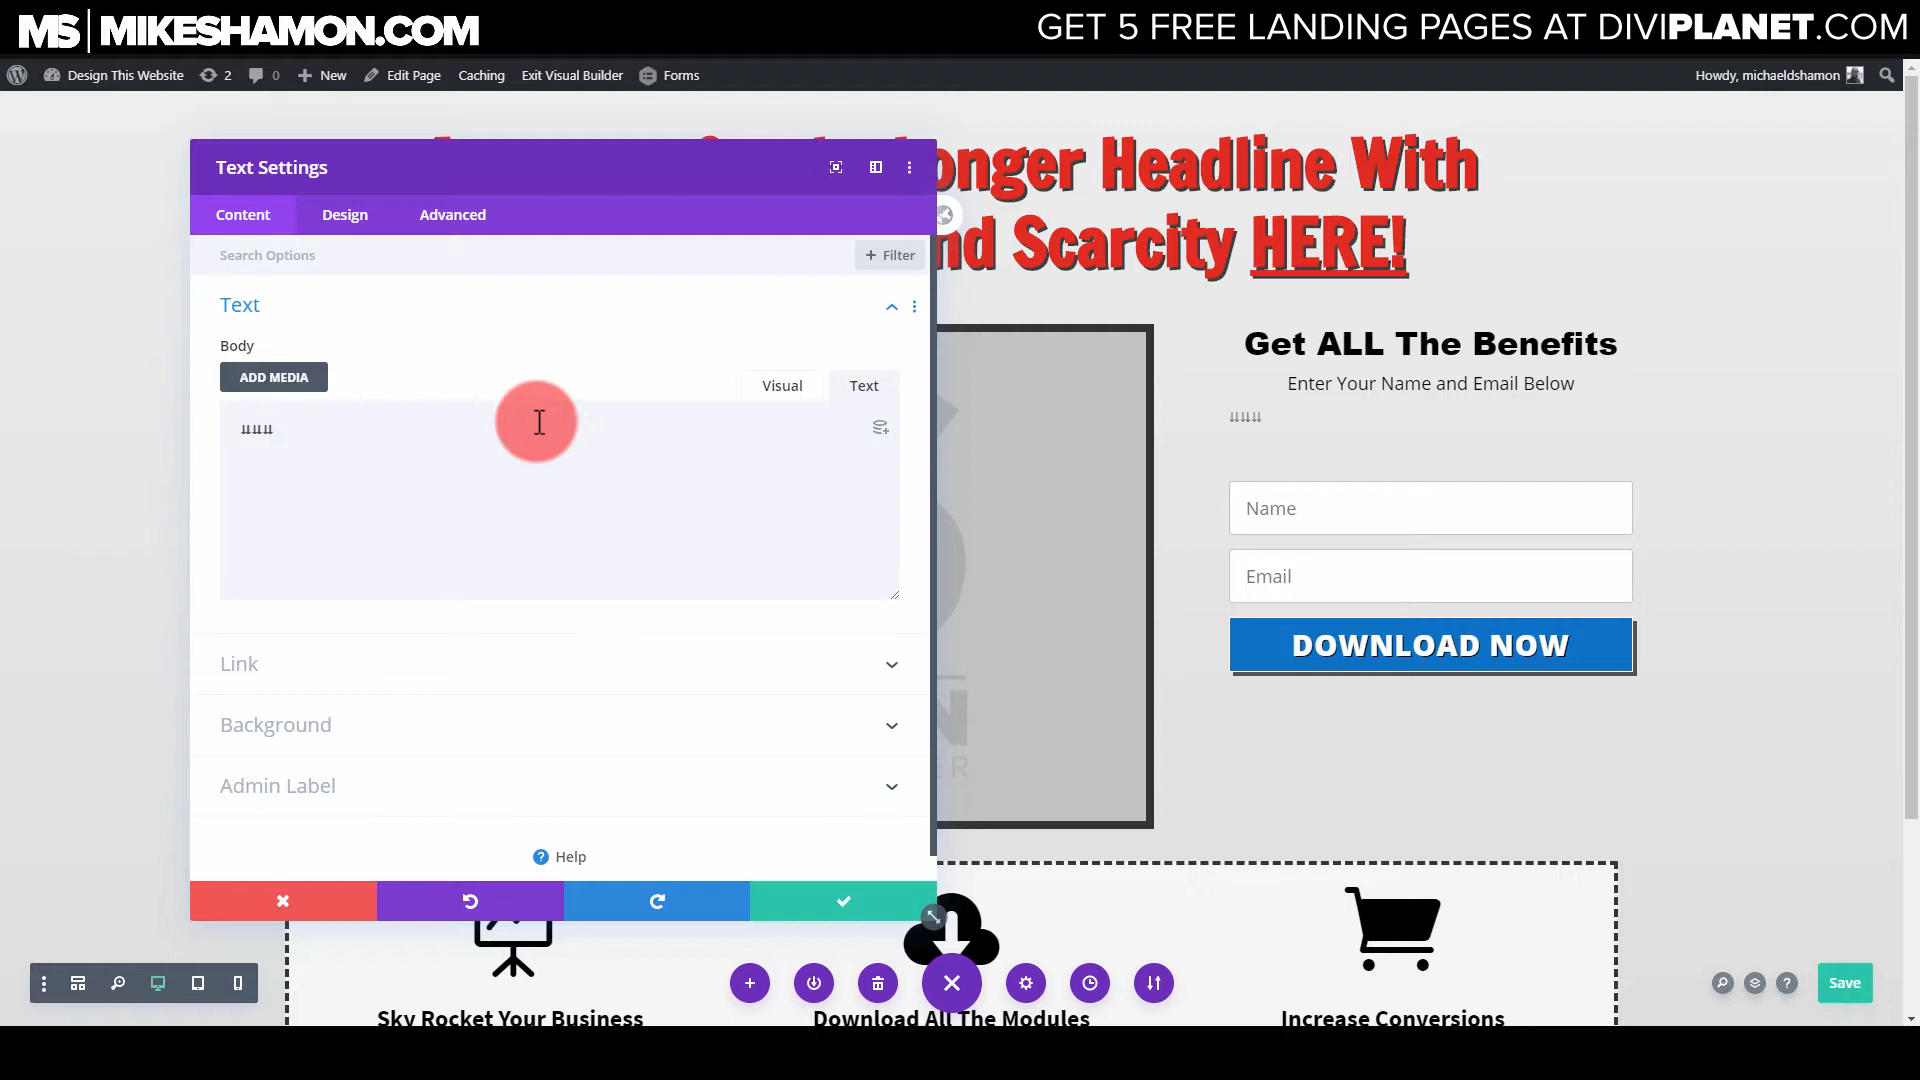 MS | MIKESHAMON.COM
GET 5 FREE LANDING PAGES AT DIVIPLANET.COM
Design This Website 2 0 New Edit Page Caching Exit Visual Builder Forms
Howdy, michaeldshamon
onger Headline With
nd Scarcity HERE!
Text Settings
Content Design Advanced
Search Options
+ Filter
Text
Body
ADD MEDIA
Visual Text
⇊⇊⇊
Link
Background
Admin Label
? Help
Get ALL The Benefits
Enter Your Name and Email Below
⇊⇊⇊
Name
Email
DOWNLOAD NOW
Sky Rocket Your Business
Download All The Modules
Increase Conversions
Save